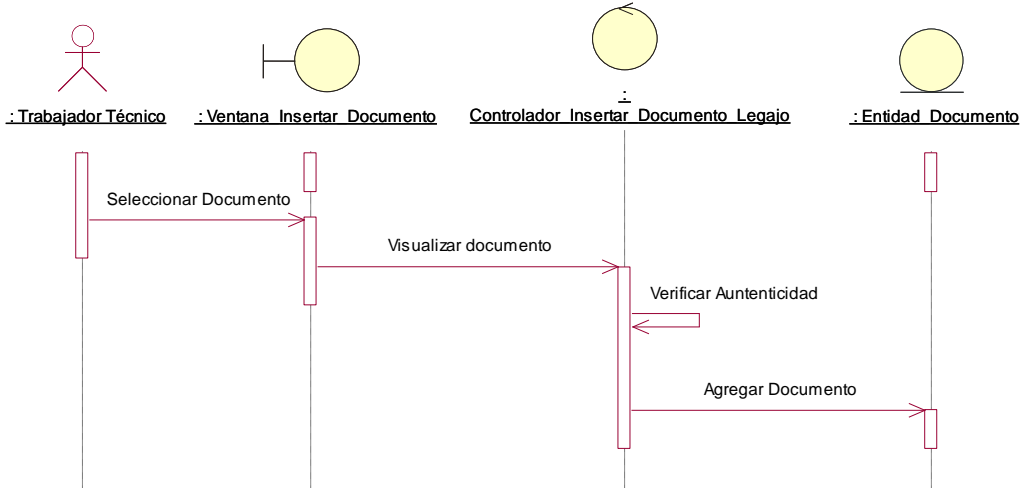 : Trabajador Técnico
: Ventana_Insertar_Documento
:
Controlador_Insertar_Documento_Legajo
: Entidad_Documento
Seleccionar Documento
Visualizar documento
Verificar Auntenticidad
Agregar Documento